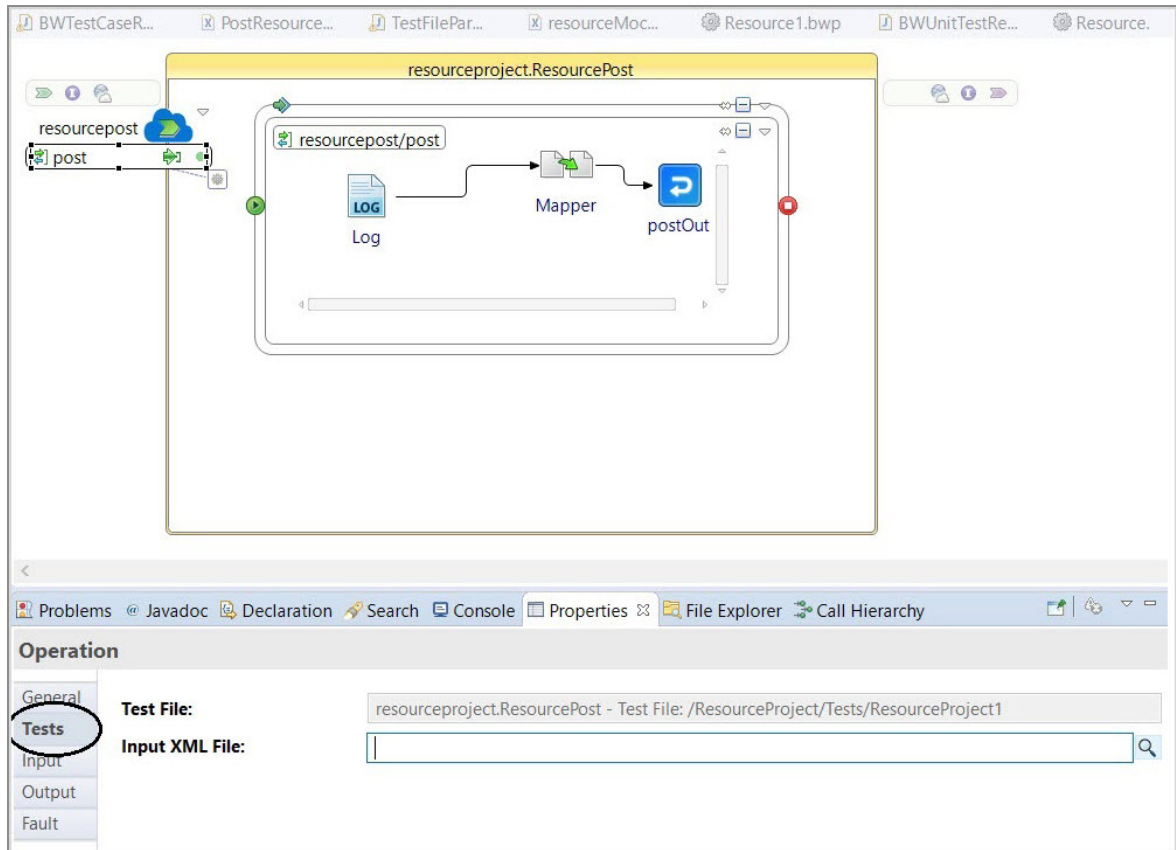 BWTestCaseR... PostResource... TestFilePar... resourceMoc... Resource1.bwp BWUnitTestRe... Resource.
resourceproject.ResourcePost
resourcepost
resourcepost/post
post
LOG
Log
Mapper
postOut
Problems @ Javadoc Declaration Search Console Properties File Explorer Call Hierarchy
Operation
General
Tests
Input
Output
Fault
Test File: resourceproject.ResourcePost - Test File: /ResourceProject/Tests/ResourceProject1
Input XML File: